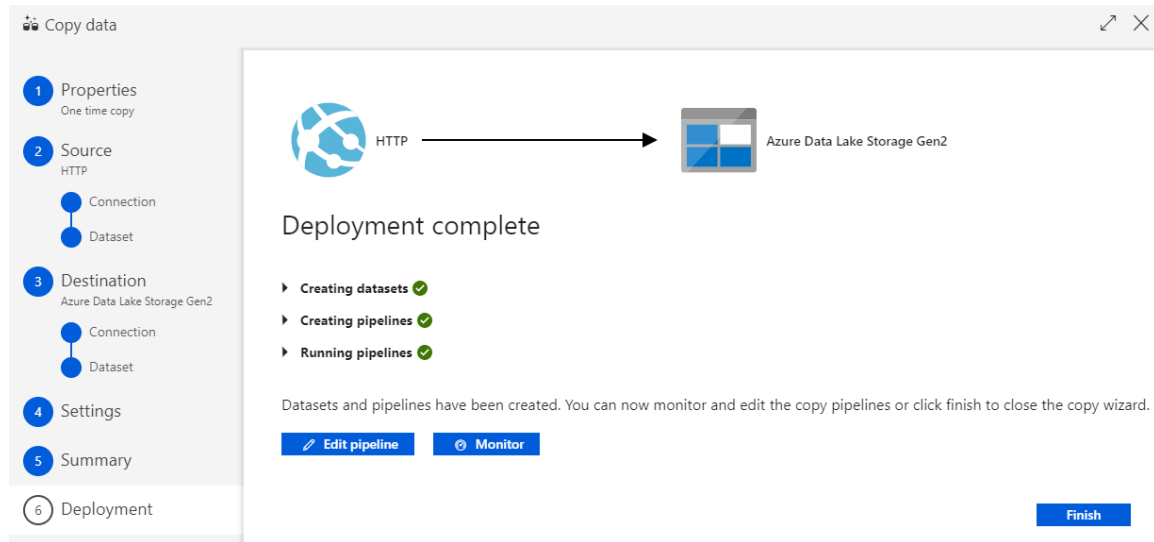 Copy data
1 Properties
One time copy
2 Source
HTTP
Connection
Dataset
3 Destination
Azure Data Lake Storage Gen2
Connection
Dataset
4 Settings
5 Summary
6 Deployment
HTTP
Azure Data Lake Storage Gen2
Deployment complete
Creating datasets
Creating pipelines
Running pipelines
Datasets and pipelines have been created. You can now monitor and edit the copy pipelines or click finish to close the copy wizard.
Edit pipeline
Monitor
Finish